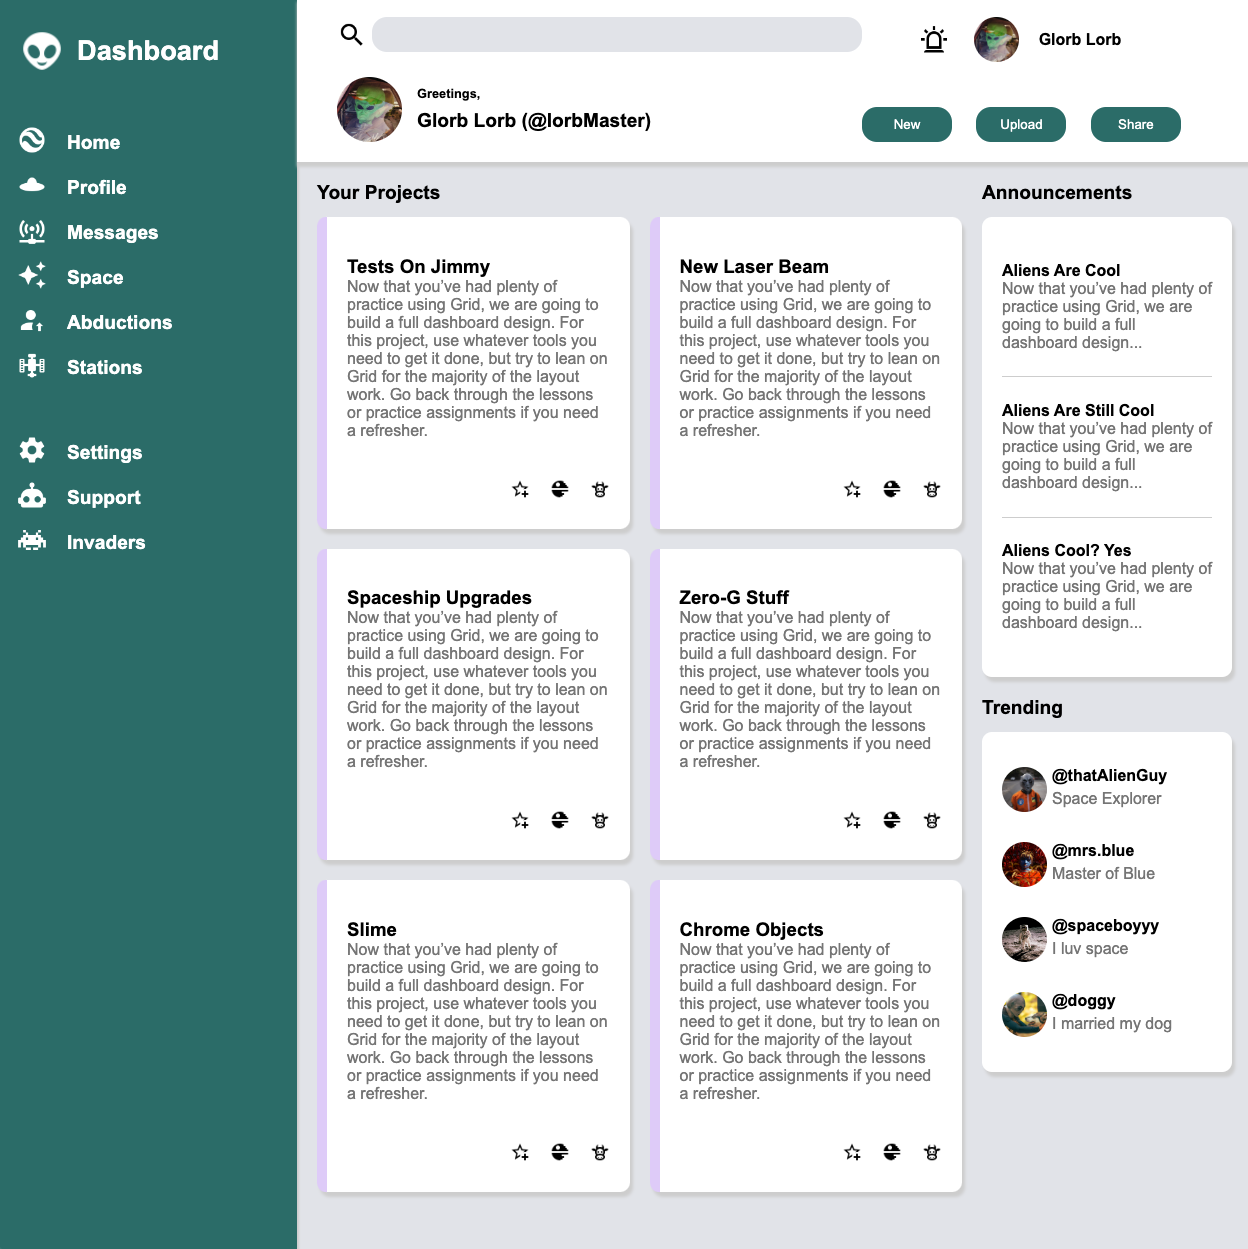 Dashboard
Home
Profile
Messages
Space
Abductions
Stations
Settings
Support
Invaders
Glorb Lorb
Greetings,
Glorb Lorb (@lorbMaster)
New
Upload
Share
Your Projects
Tests On Jimmy
Now that you’ve had plenty of
practice using Grid, we are going to
build a full dashboard design. For
this project, use whatever tools you
need to get it done, but try to lean on
Grid for the majority of the layout
work. Go back through the lessons
or practice assignments if you need
a refresher.
New Laser Beam
Now that you’ve had plenty of
practice using Grid, we are going to
build a full dashboard design. For
this project, use whatever tools you
need to get it done, but try to lean on
Grid for the majority of the layout
work. Go back through the lessons
or practice assignments if you need
a refresher.
Spaceship Upgrades
Now that you’ve had plenty of
practice using Grid, we are going to
build a full dashboard design. For
this project, use whatever tools you
need to get it done, but try to lean on
Grid for the majority of the layout
work. Go back through the lessons
or practice assignments if you need
a refresher.
Zero-G Stuff
Now that you’ve had plenty of
practice using Grid, we are going to
build a full dashboard design. For
this project, use whatever tools you
need to get it done, but try to lean on
Grid for the majority of the layout
work. Go back through the lessons
or practice assignments if you need
a refresher.
Slime
Now that you’ve had plenty of
practice using Grid, we are going to
build a full dashboard design. For
this project, use whatever tools you
need to get it done, but try to lean on
Grid for the majority of the layout
work. Go back through the lessons
or practice assignments if you need
a refresher.
Chrome Objects
Now that you’ve had plenty of
practice using Grid, we are going to
build a full dashboard design. For
this project, use whatever tools you
need to get it done, but try to lean on
Grid for the majority of the layout
work. Go back through the lessons
or practice assignments if you need
a refresher.
Announcements
Aliens Are Cool
Now that you’ve had plenty of
practice using Grid, we are
going to build a full
dashboard design...
Aliens Are Still Cool
Now that you’ve had plenty of
practice using Grid, we are
going to build a full
dashboard design...
Aliens Cool? Yes
Now that you’ve had plenty of
practice using Grid, we are
going to build a full
dashboard design...
Trending
@thatAlienGuy
Space Explorer
@mrs.blue
Master of Blue
@spaceboyyy
I luv space
@doggy
I married my dog